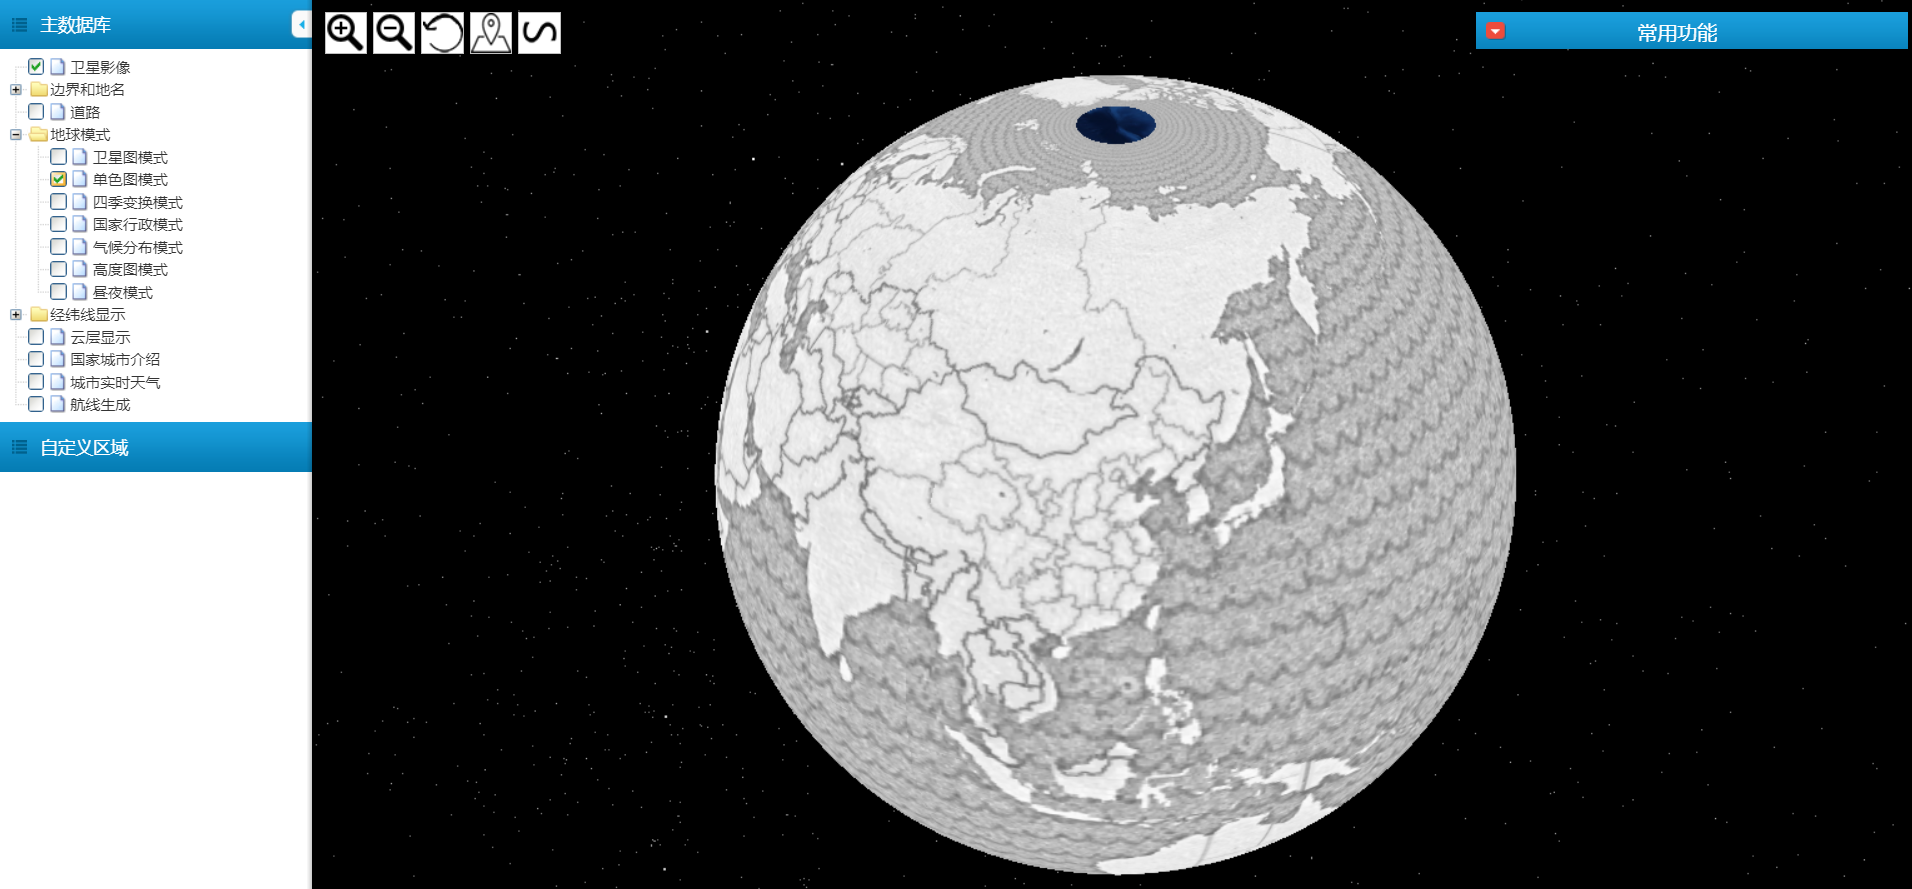 主数据库
卫星影像
边界和地名
道路
地球模式
卫星图模式
单色图模式
四季变换模式
国家行政模式
气候分布模式
高度图模式
昼夜模式
经纬线显示
云层显示
国家城市介绍
城市实时天气
航线生成
自定义区域
常用功能